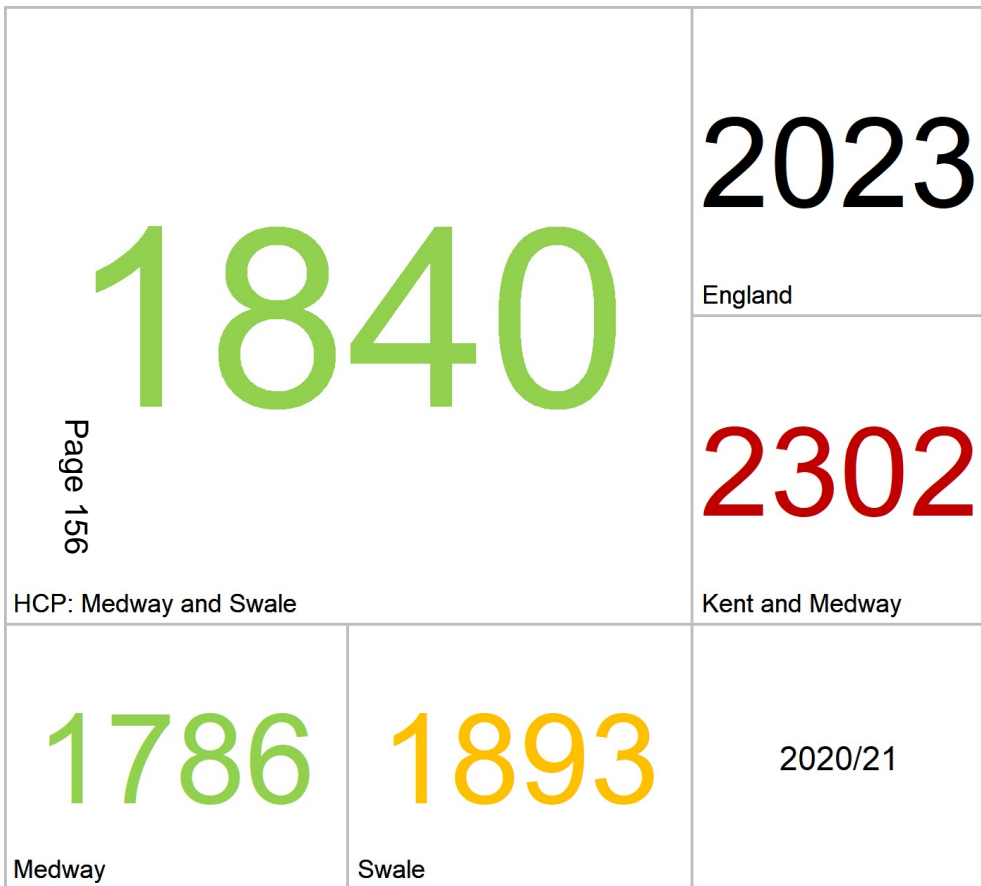 1840
Page 156
HCP: Medway and Swale
2023
England
2302
Kent and Medway
1786
Medway
1893
Swale
2020/21